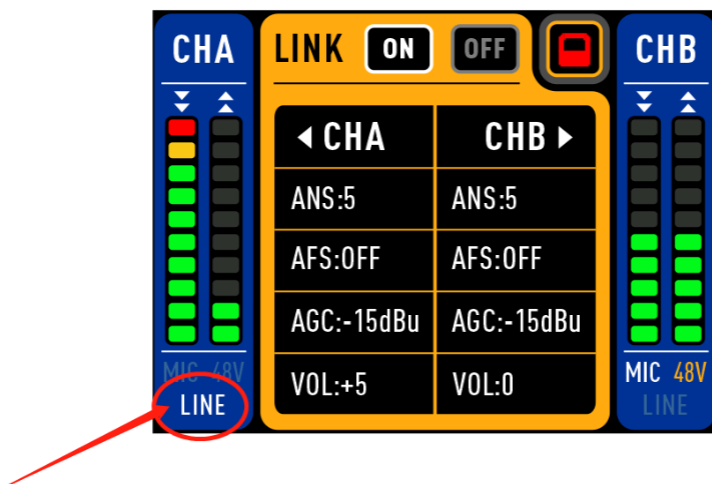 CHA
LINK ON OFF
CHB
CHA CHB
ANS:5 ANS:5
AFS:OFF AFS:OFF
AGC:-15dBu AGC:-15dBu
VOL:+5 VOL:0
MIC 48V
LINE
MIC 48V
LINE